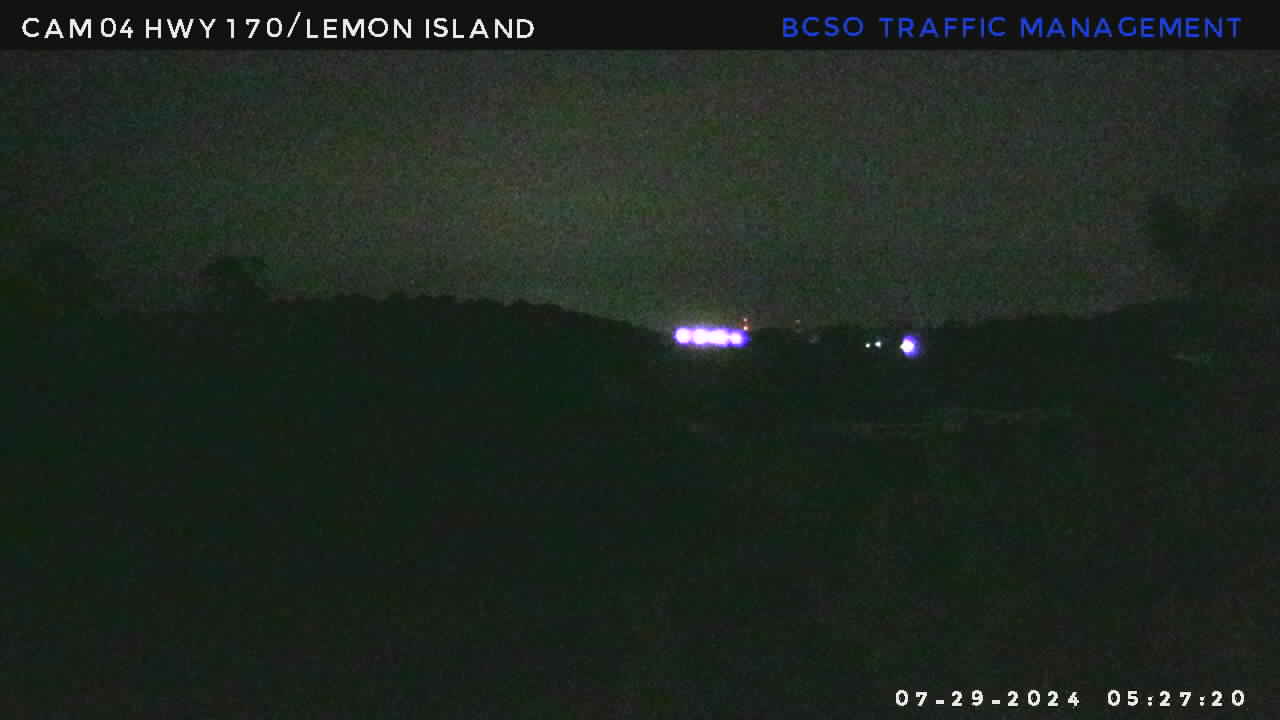 CAM04 HWY 170/LEMON ISLAND
BCSO TRAFFIC MANAGEMENT
07-29-2024 05:27:20